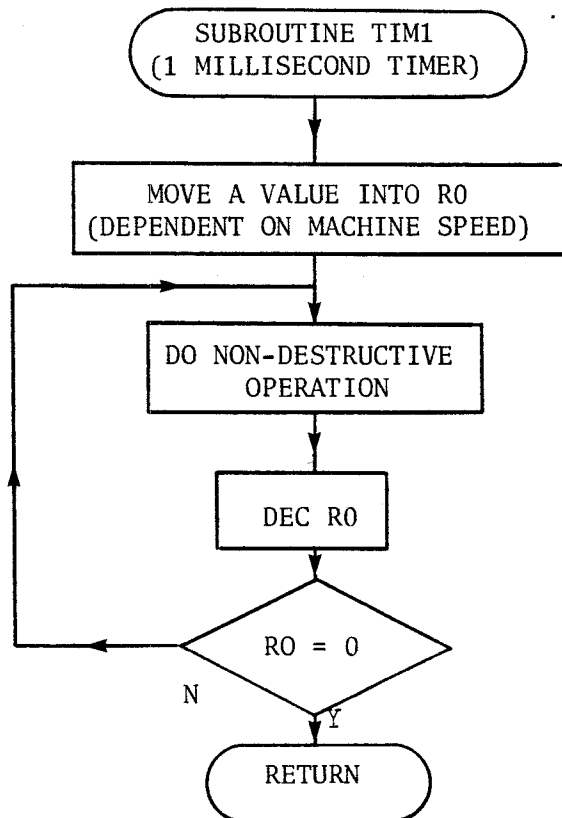 SUBROUTINE TIM1
(1 MILLISECOND TIMER)
MOVE A VALUE INTO R0
(DEPENDENT ON MACHINE SPEED)
DO NON-DESTRUCTIVE
OPERATION
DEC R0
R0 = 0
N
Y
RETURN